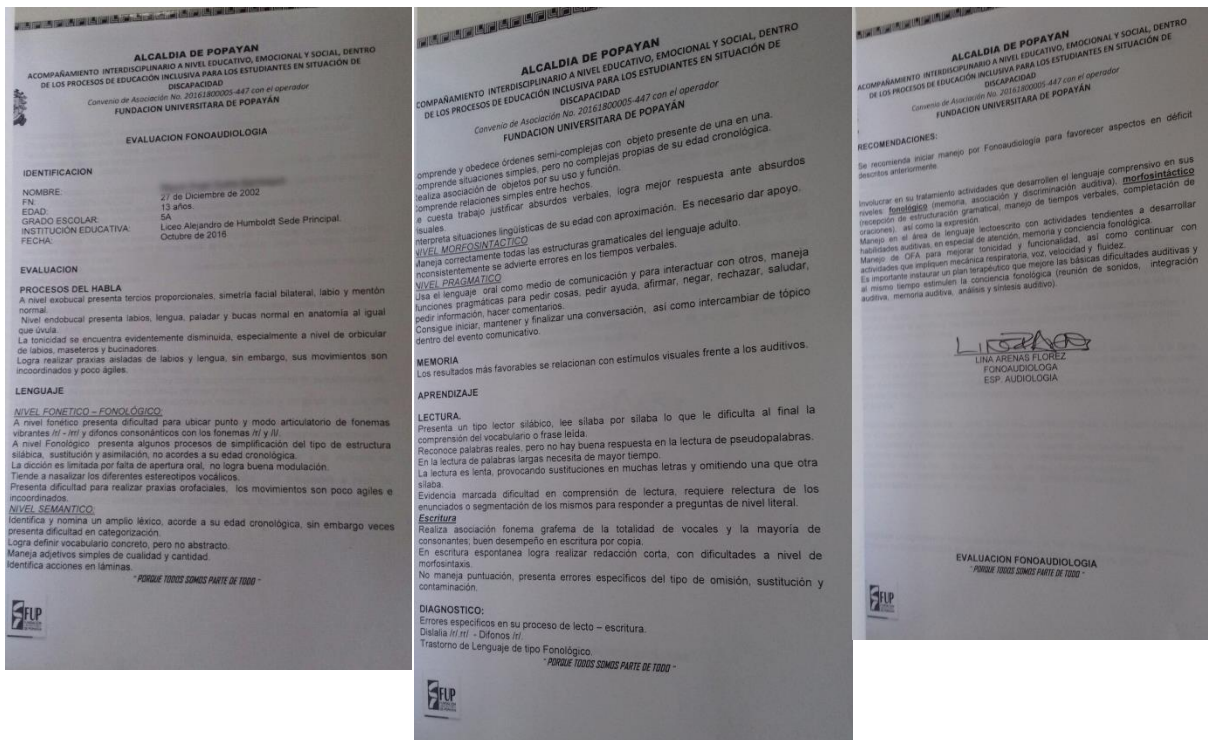 ALCALDIA DE POPAYAN
ACOMPAÑAMIENTO INTERDISCIPLINARIO A NIVEL EDUCATIVO, EMOCIONAL Y SOCIAL, DENTRO
DE LOS PROCESOS DE EDUCACIÓN INCLUSIVA PARA LOS ESTUDIANTES EN SITUACIÓN DE
DISCAPACIDAD
Convenio de Asociación No. 20161800005-447 con el operador
FUNDACION UNIVERSITARA DE POPAYÁN
EVALUACION FONOAUDIOLOGIA
IDENTIFICACION
NOMBRE:
FN: 27 de Diciembre de 2002
EDAD: 13 años.
GRADO ESCOLAR: 5A
INSTITUCIÓN EDUCATIVA: Liceo Alejandro de Humboldt Sede Principal.
FECHA: Octubre de 2016
EVALUACION
PROCESOS DEL HABLA
A nivel exobucal presenta tercios proporcionales, simetría facial bilateral, labio y mentón
normal.
Nivel endobucal presenta labios, lengua, paladar y bucas normal en anatomía al igual
que úvula.
La tonicidad se encuentra evidentemente disminuida, especialmente a nivel de orbicular
de labios, maseteros y bucinadores.
Logra realizar praxias aisladas de labios y lengua, sin embargo, sus movimientos son
incoordinados y poco ágiles.
LENGUAJE
NIVEL FONETICO – FONOLÓGICO:
A nivel fonético presenta dificultad para ubicar punto y modo articulatorio de fonemas
vibrantes /r/ - /rr/ y difonos consonánticos con los fonemas /r/ y /l/.
A nivel Fonológico presenta algunos procesos de simplificación del tipo de estructura
silábica, sustitución y asimilación, no acordes a su edad cronológica.
La dicción es limitada por falta de apertura oral, no logra buena modulación.
Tiende a nasalizar los diferentes estereotipos vocálicos.
Presenta dificultad para realizar praxias orofaciales, los movimientos son poco agiles e
incoordinados.
NIVEL SEMANTICO:
Identifica y nomina un amplio léxico, acorde a su edad cronológica, sin embargo veces
presenta dificultad en categorización.
Logra definir vocabulario concreto, pero no abstracto.
Maneja adjetivos simples de cualidad y cantidad.
Identifica acciones en láminas.
" PORQUE TODOS SOMOS PARTE DE TODO "
FUP
ALCALDIA DE POPAYAN
COMPAÑAMIENTO INTERDISCIPLINARIO A NIVEL EDUCATIVO, EMOCIONAL Y SOCIAL, DENTRO
DE LOS PROCESOS DE EDUCACIÓN INCLUSIVA PARA LOS ESTUDIANTES EN SITUACIÓN DE
DISCAPACIDAD
Convenio de Asociación No. 20161800005-447 con el operador
FUNDACION UNIVERSITARA DE POPAYÁN
omprende y obedece órdenes semi-complejas con objeto presente de una en una.
omprende situaciones simples, pero no complejas propias de su edad cronológica.
ealiza asociación de objetos por su uso y función.
omprende relaciones simples entre hechos.
e cuesta trabajo justificar absurdos verbales, logra mejor respuesta ante absurdos
isuales.
nterpreta situaciones lingüísticas de su edad con aproximación. Es necesario dar apoyo.
NIVEL MORFOSINTACTICO
Maneja correctamente todas las estructuras gramaticales del lenguaje adulto.
nconsistentemente se advierte errores en los tiempos verbales.
NIVEL PRAGMATICO
Usa el lenguaje oral como medio de comunicación y para interactuar con otros, maneja
funciones pragmáticas para pedir cosas, pedir ayuda, afirmar, negar, rechazar, saludar,
pedir información, hacer comentarios.
Consigue iniciar, mantener y finalizar una conversación, así como intercambiar de tópico
dentro del evento comunicativo.
MEMORIA
Los resultados más favorables se relacionan con estímulos visuales frente a los auditivos.
APRENDIZAJE
LECTURA.
Presenta un tipo lector silábico, lee silaba por silaba lo que le dificulta al final la
comprensión del vocabulario o frase leída.
Reconoce palabras reales, pero no hay buena respuesta en la lectura de pseudopalabras.
En la lectura de palabras largas necesita de mayor tiempo.
La lectura es lenta, provocando sustituciones en muchas letras y omitiendo una que otra
silaba.
Evidencia marcada dificultad en comprensión de lectura, requiere relectura de los
enunciados o segmentación de los mismos para responder a preguntas de nivel literal.
Escritura
Realiza asociación fonema grafema de la totalidad de vocales y la mayoría de
consonantes; buen desempeño en escritura por copia.
En escritura espontanea logra realizar redacción corta, con dificultades a nivel de
morfosintaxis.
No maneja puntuación, presenta errores específicos del tipo de omisión, sustitución y
contaminación.
DIAGNOSTICO:
Errores específicos en su proceso de lecto – escritura.
Dislalia /r/.rr/ - Difonos /r/.
Trastorno de Lenguaje de tipo Fonológico.
" PORQUE TODOS SOMOS PARTE DE TODO "
FUP
ALCALDIA DE POPAYAN
ACOMPAÑAMIENTO INTERDISCIPLINARIO A NIVEL EDUCATIVO, EMOCIONAL Y SOCIAL, DENTRO
DE LOS PROCESOS DE EDUCACIÓN INCLUSIVA PARA LOS ESTUDIANTES EN SITUACIÓN DE
DISCAPACIDAD
Convenio de Asociación No. 20161800005-447 con el operador
FUNDACION UNIVERSITARA DE POPAYÁN
RECOMENDACIONES:
Se recomienda iniciar manejo por Fonoaudiología para favorecer aspectos en déficit
descritos anteriormente.
Involucrar en su tratamiento actividades que desarrollen el lenguaje comprensivo en sus
niveles: fonológico (memoria, asociación y discriminación auditiva), morfosintáctico
(recepción de estructuración gramatical, manejo de tiempos verbales, completación de
oraciones), así como la expresión.
Manejo en el área de lenguaje lectoescrito con actividades tendientes a desarrollar
habilidades auditivas, en especial de atención, memoria y conciencia fonológica.
Manejo de OFA para mejorar tonicidad y funcionalidad, así como continuar con
actividades que impliquen mecánica respiratoria, voz, velocidad y fluidez.
Es importante instaurar un plan terapéutico que mejore las básicas dificultades auditivas y
al mismo tiempo estimulen la conciencia fonológica (reunión de sonidos, integración
auditiva, memoria auditiva, análisis y síntesis auditivo).
LINA ARENAS FLOREZ
FONOAUDIOLOGA
ESP. AUDIOLOGIA
EVALUACION FONOAUDIOLOGIA
" PORQUE TODOS SOMOS PARTE DE TODO "
FUP